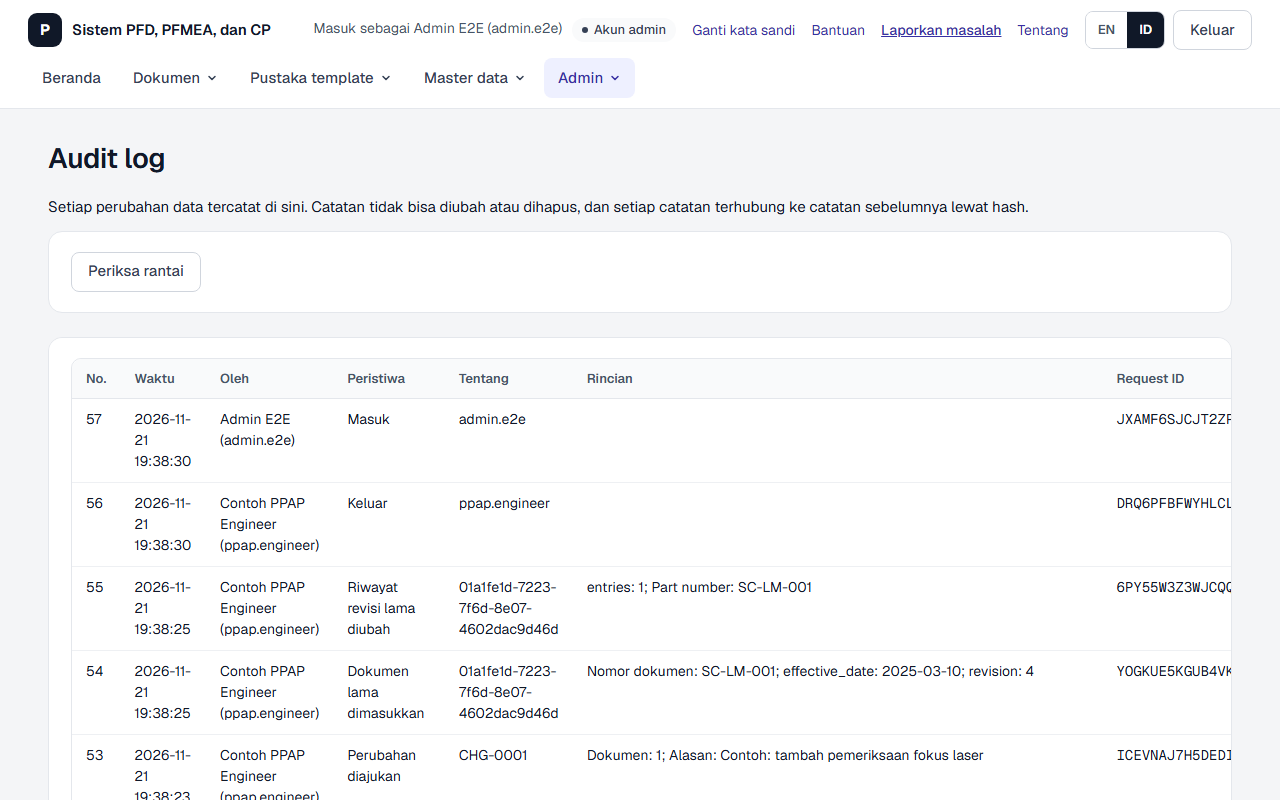 P Sistem PFD, PFMEA, dan CP Masuk sebagai Admin E2E (admin.e2e) Akun admin Ganti kata sandi Bantuan Laporkan masalah Tentang EN ID Keluar
Beranda Dokumen Pustaka template Master data Admin
Audit log
Setiap perubahan data tercatat di sini. Catatan tidak bisa diubah atau dihapus, dan setiap catatan terhubung ke catatan sebelumnya lewat hash.
Periksa rantai
No. Waktu Oleh Peristiwa Tentang Rincian Request ID
57 2026-11- Admin E2E Masuk admin.e2e
21 (admin.e2e)
19:38:30
56 2026-11- Contoh PPAP Keluar ppap.engineer
21 Engineer
19:38:30 (ppap.engineer)
55 2026-11- Contoh PPAP Riwayat 01a1fe1d-7223- entries: 1; Part number: SC-LM-001
21 Engineer revisi lama 7f6d-8e07-
19:38:25 (ppap.engineer) diubah 4602dac9d46d
54 2026-11- Contoh PPAP Dokumen 01a1fe1d-7223- Nomor dokumen: SC-LM-001; effective_date: 2025-03-10; revision: 4
21 Engineer lama 7f6d-8e07-
19:38:25 (ppap.engineer) dimasukkan 4602dac9d46d
53 2026-11- Contoh PPAP Perubahan CHG-0001 Dokumen: 1; Alasan: Contoh: tambah pemeriksaan fokus laser
21 Engineer diajukan
19:38:23 (ppap.engineer)